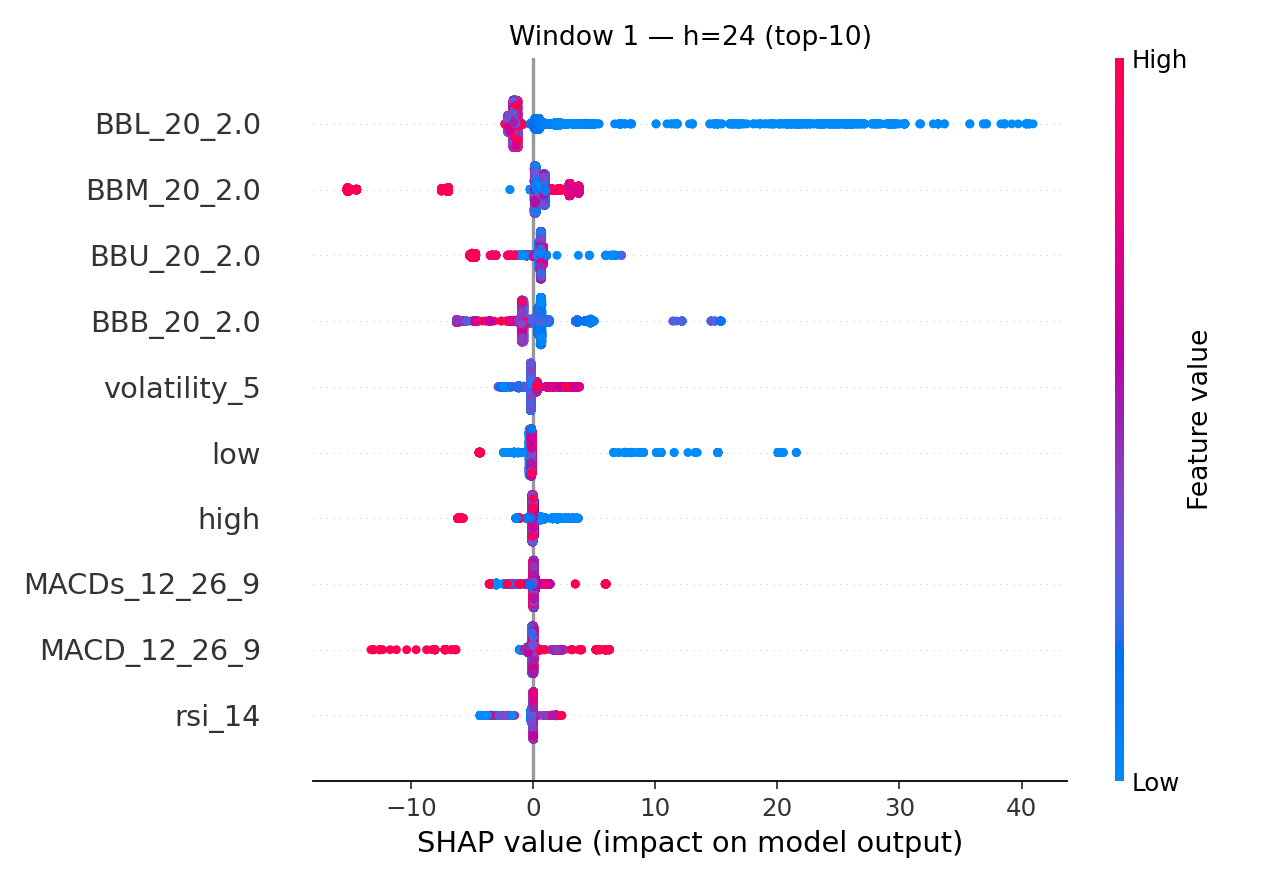 Window 1 — h=24 (top-10)
High
BBL_20_2.0
BBM_20_2.0
BBU_20_2.0
BBB_20_2.0
volatility_5
low
high
MACDs_12_26_9
MACD_12_26_9
rsi_14
Feature value
Low
−10 0 10 20 30 40
SHAP value (impact on model output)